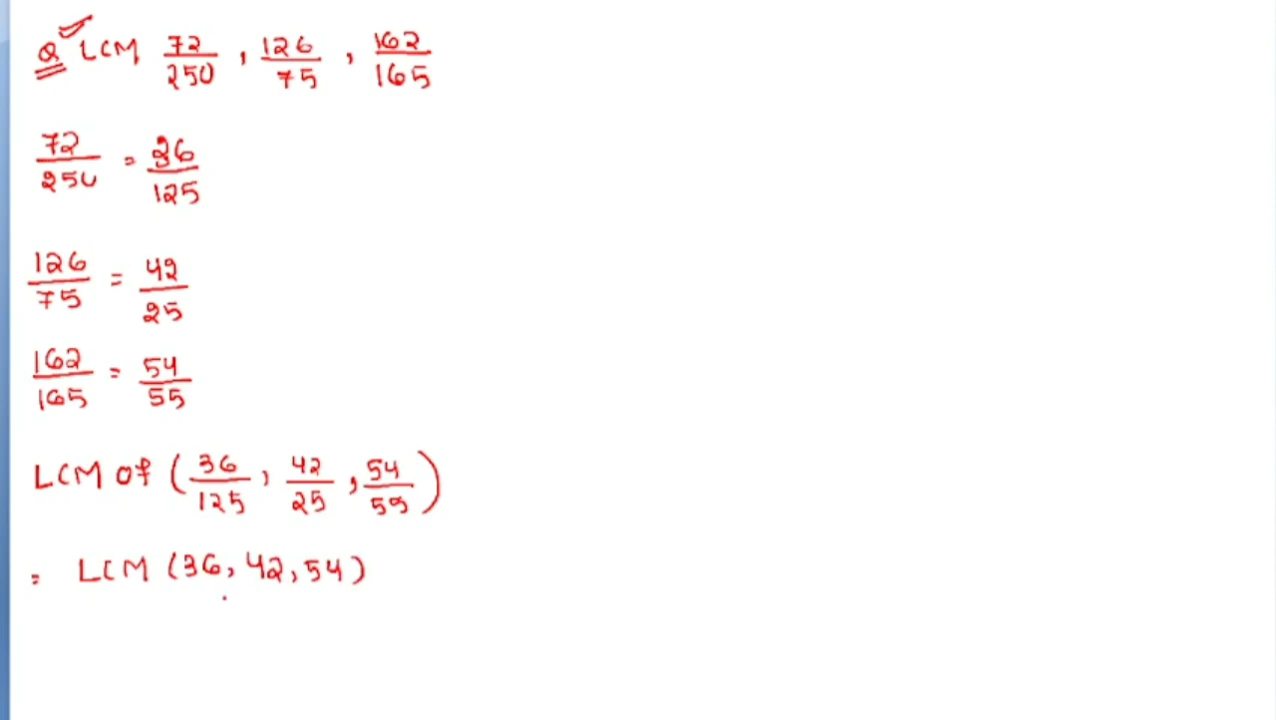 Q LCM 72/250 , 126/75 , 162/165
72/250 = 36/125
126/75 = 42/25
162/165 = 54/55
LCM of (36/125 , 42/25 , 54/55)
= LCM (36, 42, 54)